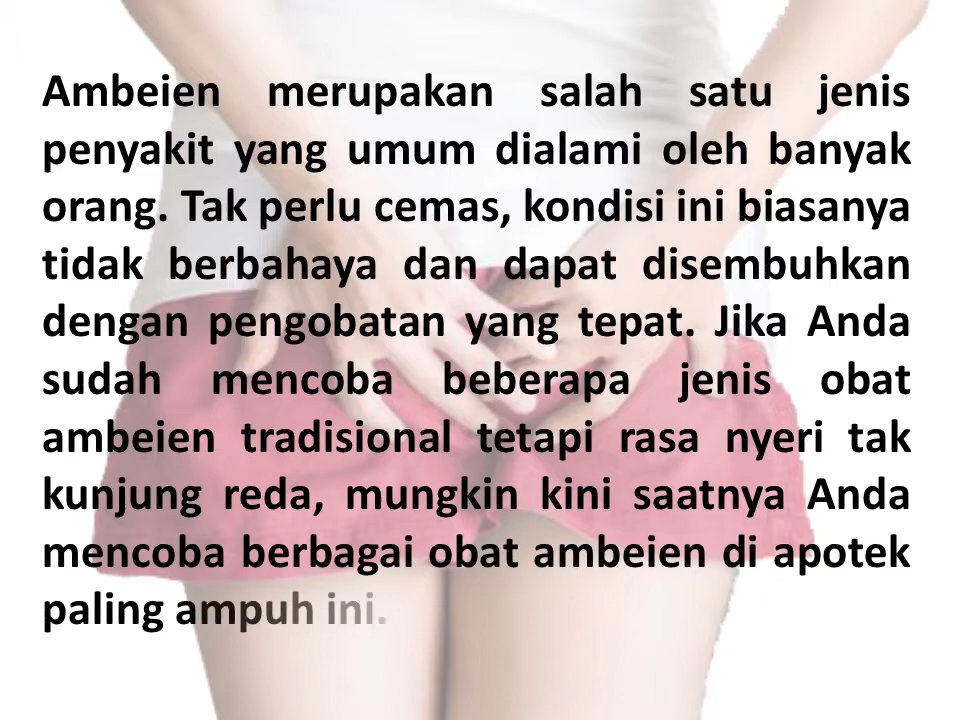 Ambeien merupakan salah satu jenis
penyakit yang umum dialami oleh banyak
orang. Tak perlu cemas, kondisi ini biasanya
tidak berbahaya dan dapat disembuhkan
dengan pengobatan yang tepat. Jika Anda
sudah mencoba beberapa jenis obat
ambeien tradisional tetapi rasa nyeri tak
kunjung reda, mungkin kini saatnya Anda
mencoba berbagai obat ambeien di apotek
paling ampuh ini.